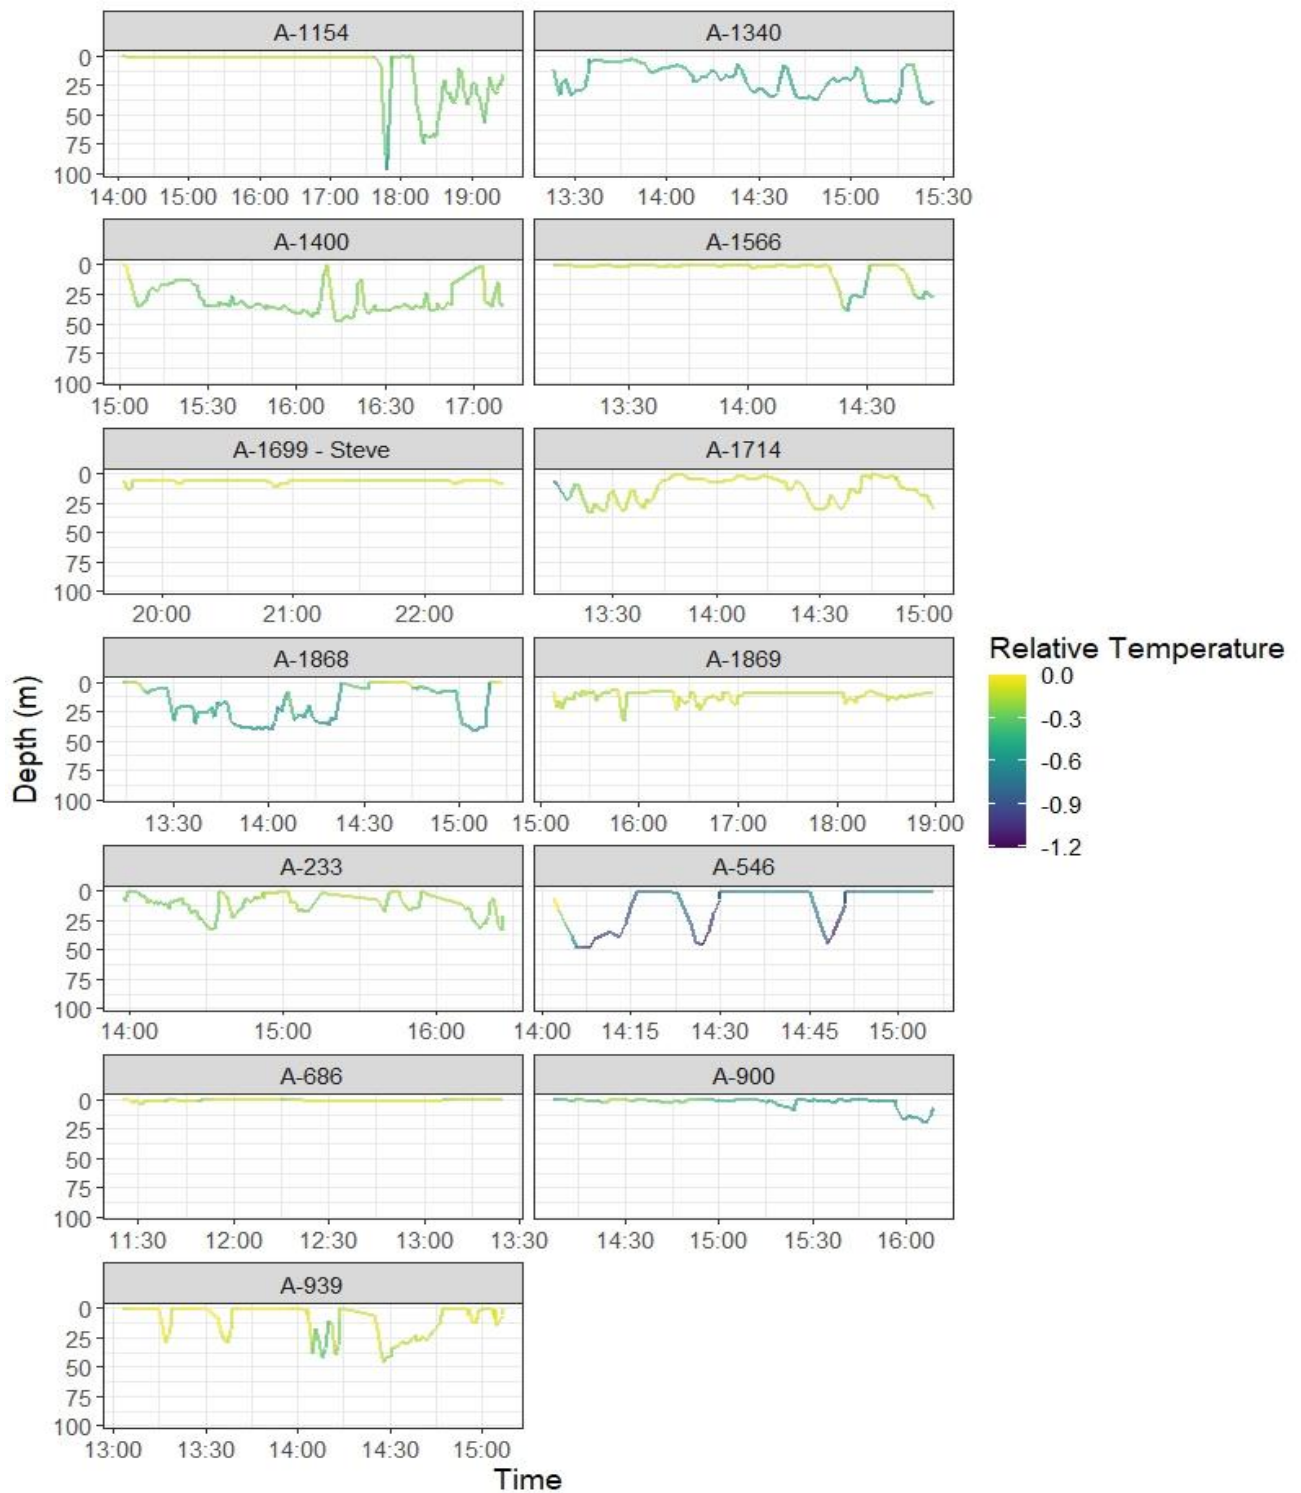 A-1154 A-1340
0 25 50 75 100
14:00 15:00 16:00 17:00 18:00 19:00 13:30 14:00 14:30 15:00 15:30
A-1400 A-1566
0 25 50 75 100
15:00 15:30 16:00 16:30 17:00 13:30 14:00 14:30
A-1699 - Steve A-1714
0 25 50 75 100
20:00 21:00 22:00 13:30 14:00 14:30 15:00
A-1868 A-1869
0 25 50 75 100
13:30 14:00 14:30 15:00 15:00 16:00 17:00 18:00 19:00
A-233 A-546
0 25 50 75 100
14:00 15:00 16:00 14:00 14:15 14:30 14:45 15:00
A-686 A-900
0 25 50 75 100
11:30 12:00 12:30 13:00 13:30 14:30 15:00 15:30 16:00
A-939
0 25 50 75 100
13:00 13:30 14:00 14:30 15:00
Depth (m)
Time
Relative Temperature
0.0
-0.3
-0.6
-0.9
-1.2